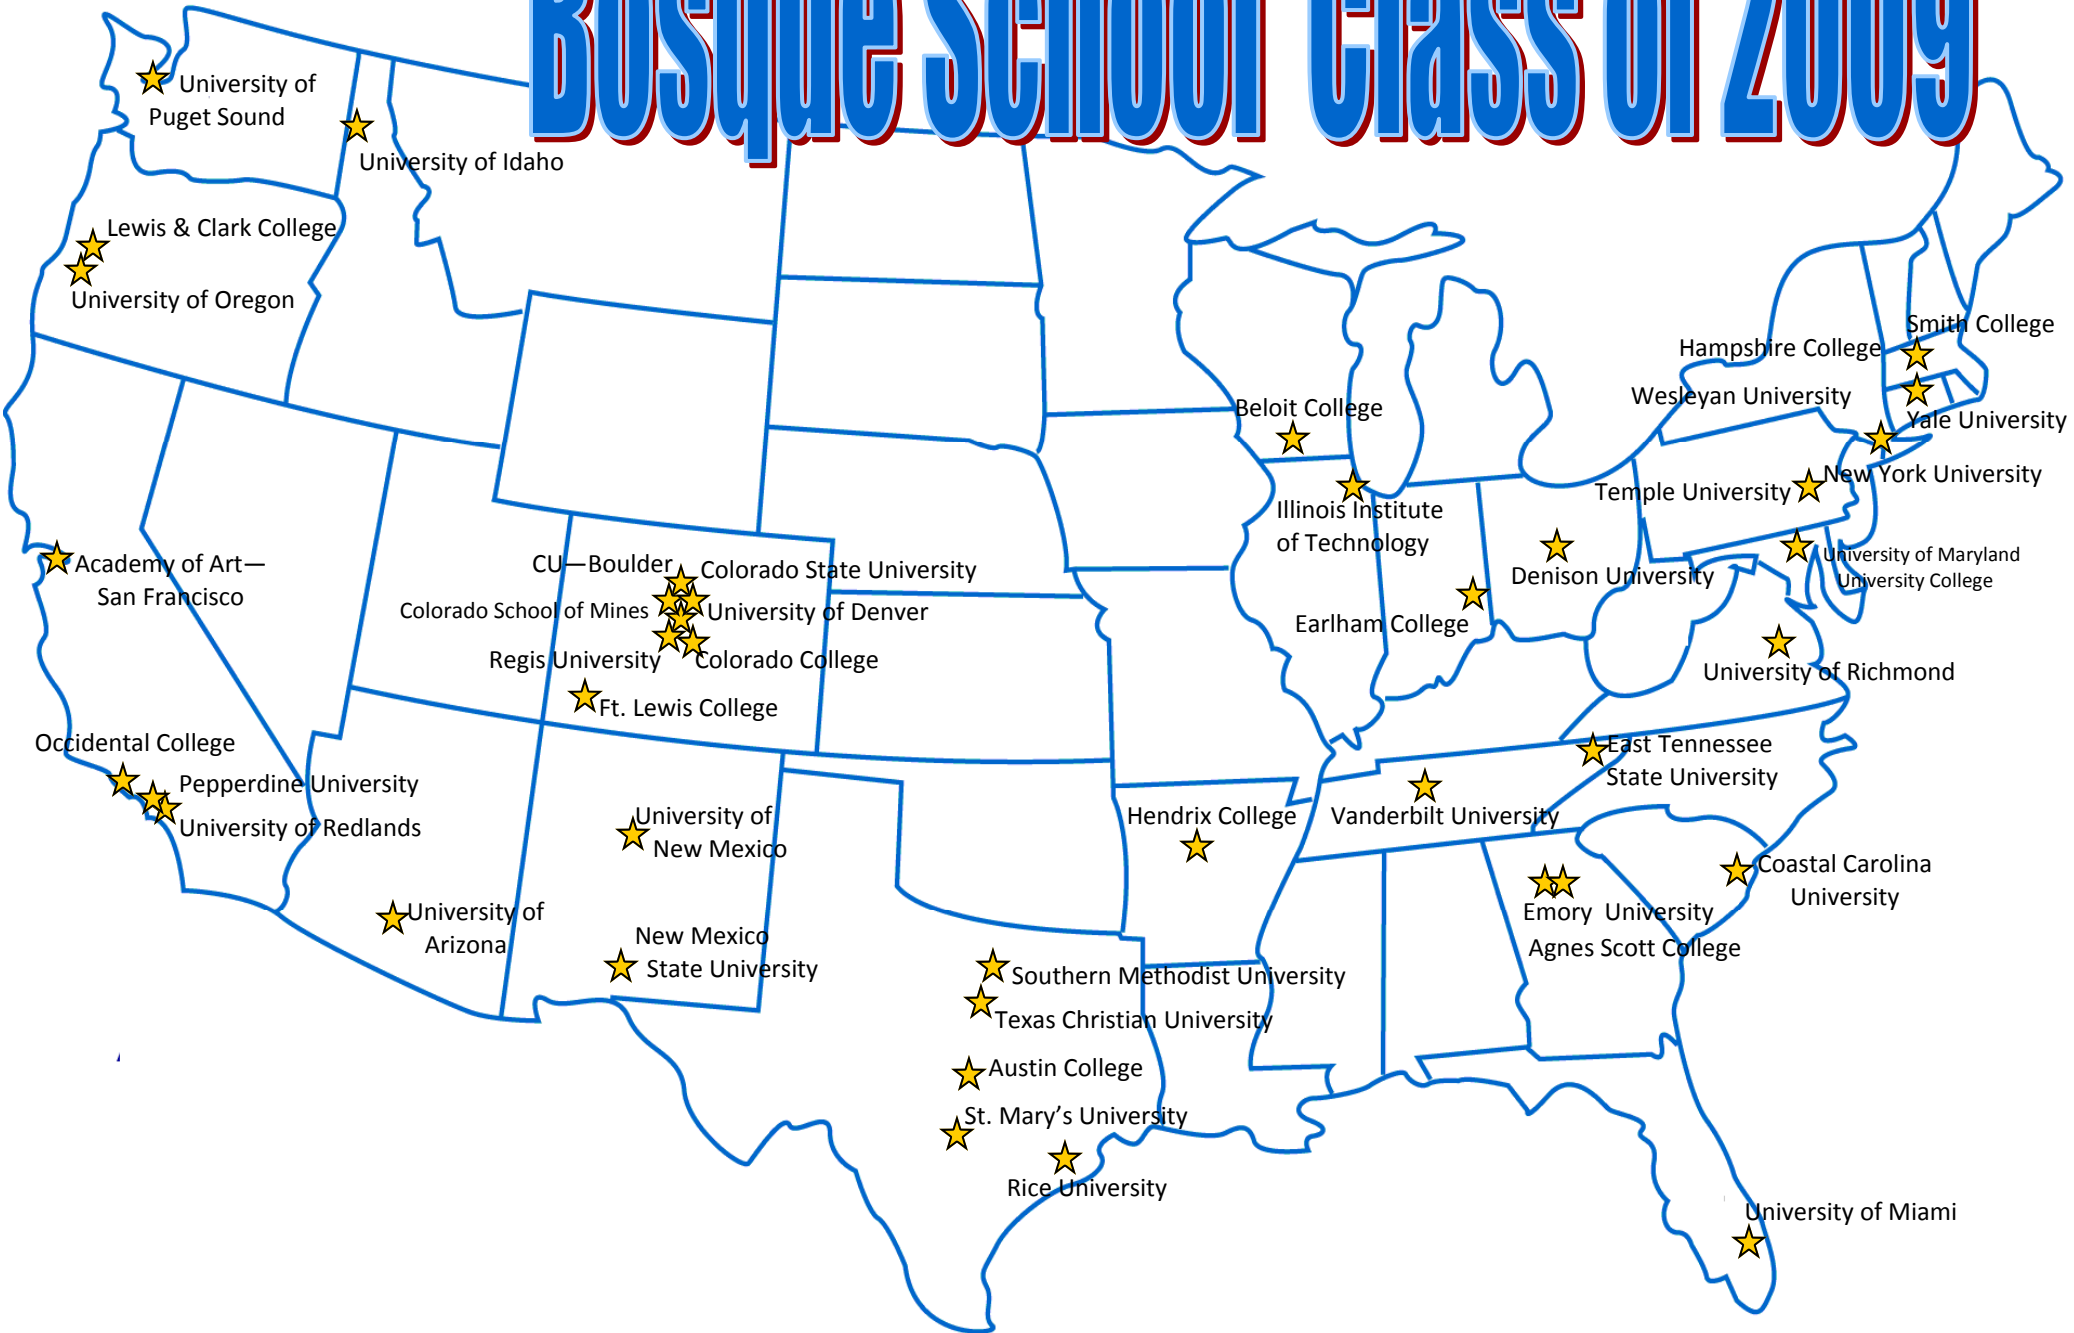 Bosque School Class of 2009
University of
Puget Sound
University of Idaho
Lewis & Clark College
University of Oregon
Smith College
Hampshire College
Wesleyan University
Yale University
Beloit College
New York University
Temple University
Illinois Institute
of Technology
Academy of Art—
San Francisco
CU—Boulder
Colorado State University
Colorado School of Mines
University of Denver
Regis University
Colorado College
Ft. Lewis College
Denison University
University of Maryland
University College
Earlham College
University of Richmond
Occidental College
Pepperdine University
University of Redlands
East Tennessee
State University
University of
New Mexico
Hendrix College
Vanderbilt University
Coastal Carolina
University
University of
Arizona
New Mexico
State University
Emory University
Agnes Scott College
Southern Methodist University
Texas Christian University
Austin College
St. Mary’s University
Rice University
University of Miami